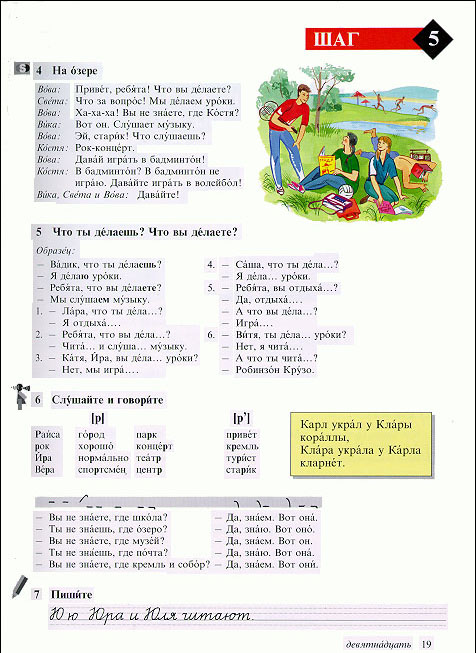 ШАГ 5
4 На о́зере
Во́ва: Приве́т, ребя́та! Что вы де́лаете?
Све́та: Что за вопро́с! Мы де́лаем уро́ки.
Во́ва: Ха-ха-ха! Вы не зна́ете, где Ко́стя?
Ви́ка: Вот он. Слу́шает му́зыку.
Во́ва: Эй, стари́к! Что слу́шаешь?
Ко́стя: Рок-конце́рт.
Во́ва: Дава́й игра́ть в бадминто́н!
Ко́стя: В бадминто́н? В бадминто́н не
игра́ю. Дава́йте игра́ть в волейбо́л!
Ви́ка, Све́та и Во́ва: Дава́йте!
5 Что ты де́лаешь? Что вы де́лаете?
Образе́ц:
– Ва́дик, что ты де́лаешь?
– Я де́лаю уро́ки.
– Ребя́та, что вы де́лаете?
– Мы слу́шаем му́зыку.
1. – Ла́ра, что ты де́ла…?
– Я отдыха́….
2. – Ребя́та, что вы де́ла…?
– Чита́… и слу́ша… му́зыку.
3. – Ка́тя, И́ра, вы де́ла… уро́ки?
– Нет, мы игра́….
4. – Са́ша, что ты де́ла…?
– Я де́ла… уро́ки.
5. – Ребя́та, вы отдыха́…?
– Да, отдыха́….
– А что вы де́ла…?
– Игра́….
6. – Ви́тя, ты де́ла… уро́ки?
– Нет, я чита́….
– А что ты чита́…?
– Робинзо́н Кру́зо.
6 Слу́шайте и говори́те
[р] [р’]
Раи́са го́род парк приве́т
рок хорошо́ конце́рт кремль
И́ра норма́льно теа́тр тури́ст
Ве́ра спортсме́н центр стари́к
Карл укра́л у Кла́ры
кора́ллы,
Кла́ра укра́ла у Ка́рла
кларне́т.
– Вы не зна́ете, где шко́ла? – Да, зна́ем. Вот она́.
– Ты не зна́ешь, где о́зеро? – Да, зна́ю. Вот оно́.
– Вы не зна́ете, где музе́й? – Да, зна́ем. Вот он.
– Ты не зна́ешь, где по́чта? – Да, зна́ю. Вот она́.
– Вы не зна́ете, где кремль и собо́р? – Да, зна́ем. Вот они́.
7 Пиши́те
Ю ю Юра и Юля читают.
девятна́дцать 19